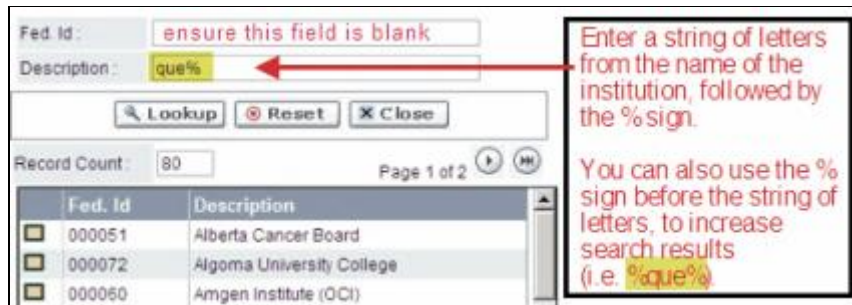 Fed. Id : ensure this field is blank
Description : que%
Lookup Reset Close
Record Count : 80 Page 1 of 2
Fed. Id Description
000051 Alberta Cancer Board
000072 Algoma University College
000060 Amgen Institute (OCI)
Enter a string of letters
from the name of the
institution, followed by
the % sign.
You can also use the %
sign before the string of
letters, to increase
search results
(i.e. %que%)